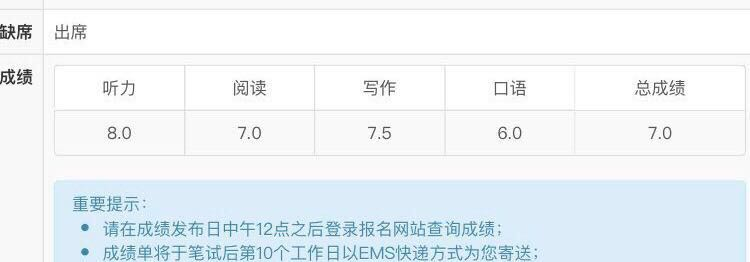 缺席 出席
成绩
听力 阅读 写作 口语 总成绩
8.0 7.0 7.5 6.0 7.0
重要提示:
请在成绩发布日中午12点之后登录报名网站查询成绩;
成绩单将于笔试后第10个工作日以EMS快递方式为您寄送;